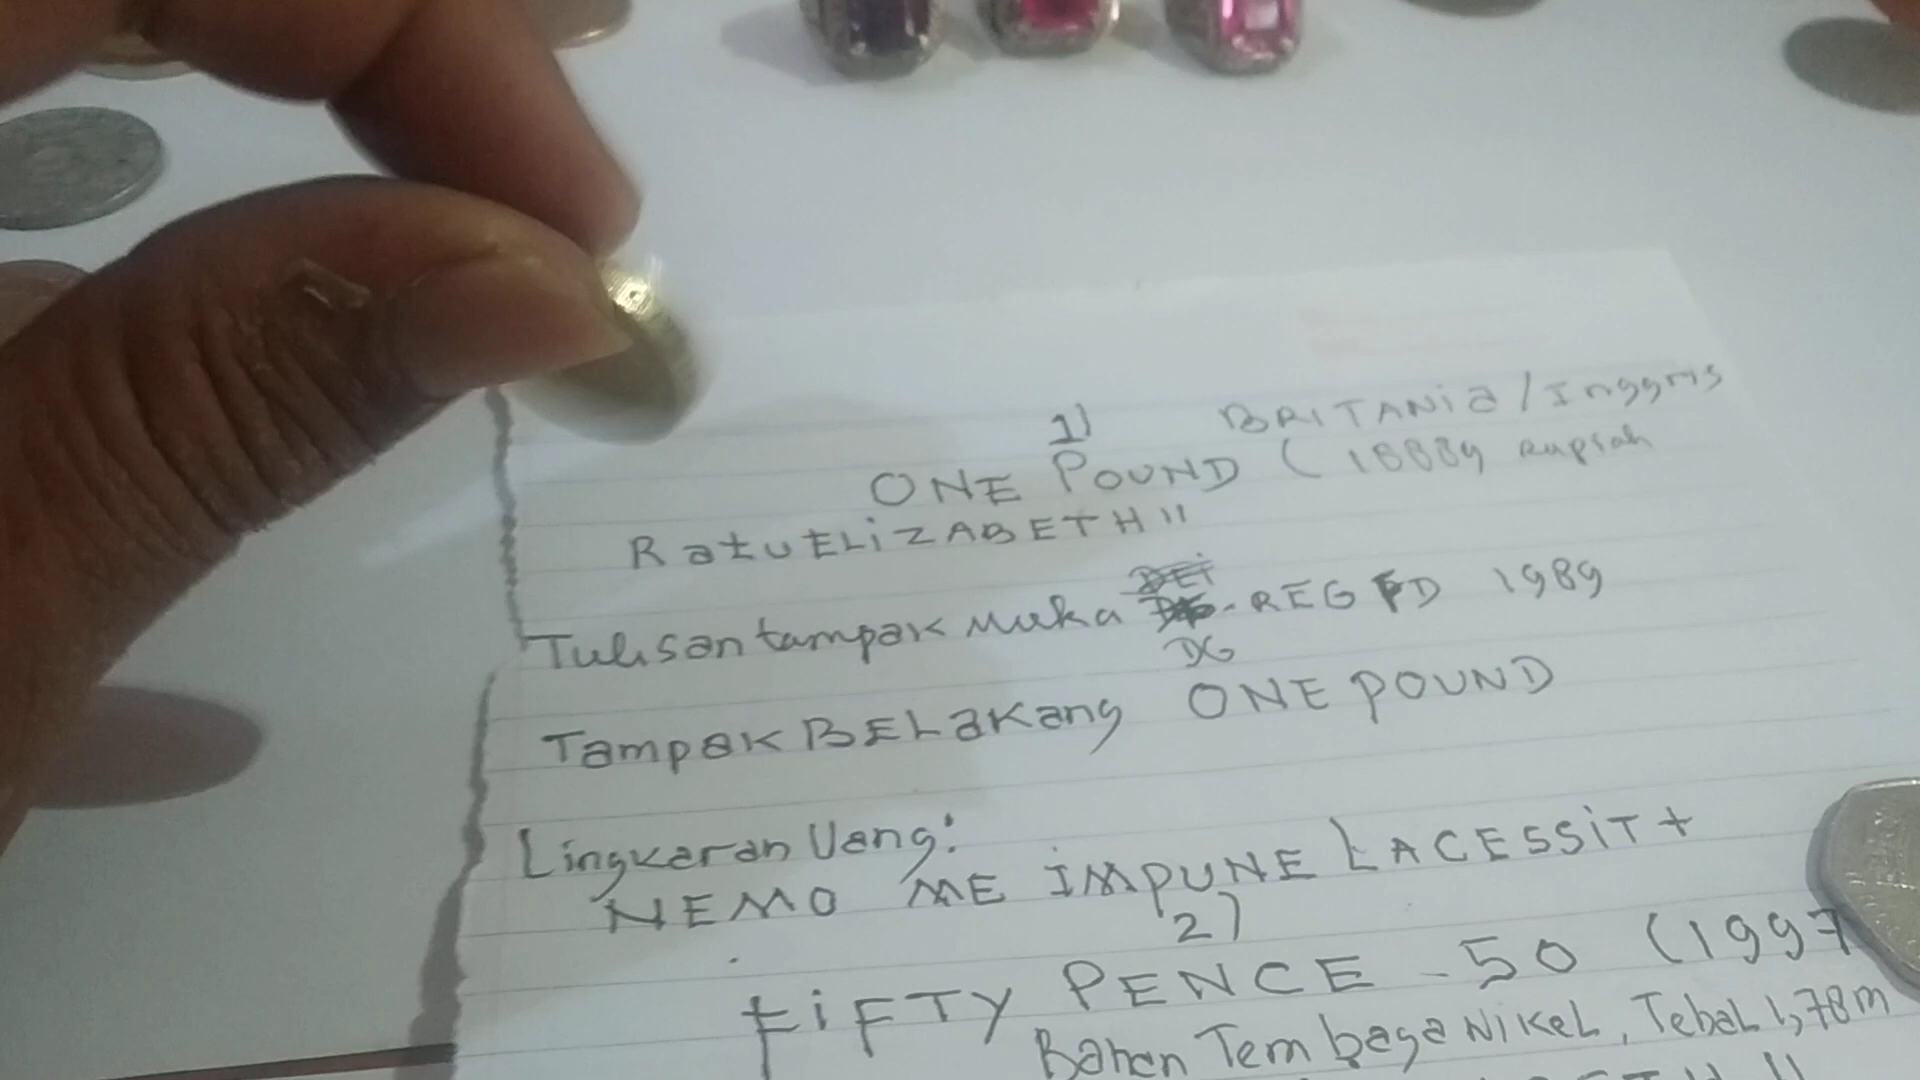 1) BRITANia/Inggris
ONE POUND (18889 Rupiah
Ratu ELiZABETH II
Tulisan tampak Muka DG-REG FD 1989
Tampak BELakang ONE POUND
Lingkaran Uang:
NEMO ME IMPUNE LACESSIT +
2)
FiFTY PENCE -50 (1997
Bahan Tembaga NikeL, TebaL 1,78m